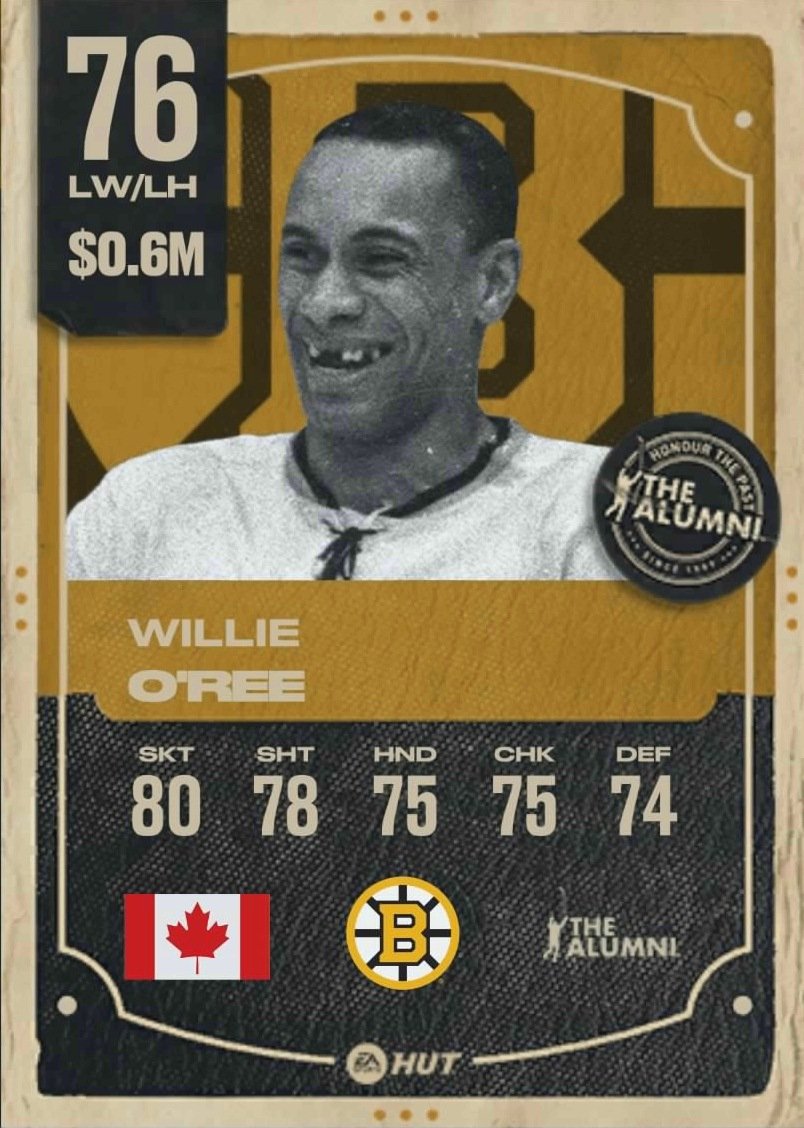 76
LW/LH
$0.6M
HONOUR THE PAST
THE
ALUMNI
WILLIE
O'REE
SKT SHT HND CHK DEF
80 78 75 75 74
B
THE
ALUMNI
EA
HUT